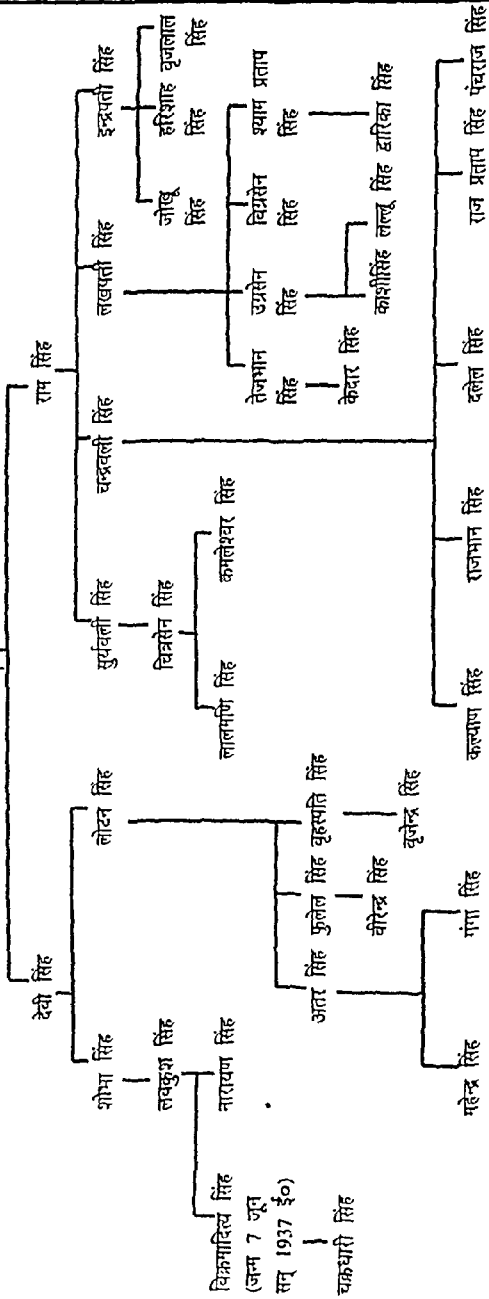 देवी सिंह
राम सिंह
शोभा सिंह
लोटन सिंह
सुर्यवली सिंह
चन्द्रवली सिंह
लखपती सिंह
इन्द्रपती सिंह
लवकुश सिंह
चित्रसेन सिंह
जोखू
सिंह
हरिशाह
सिंह
वृजलाल
सिंह
विक्रमादित्य सिंह
(जन्म 7 जून
सन् 1937 ई०)
नारायण सिंह
लालमणि सिंह
कमलेश्वर सिंह
तेजभान
सिंह
उग्रसेन
सिंह
विग्रसेन
सिंह
श्याम प्रताप
सिंह
अतर सिंह
फुलेल सिंह
वृहस्पति सिंह
चक्रधारी सिंह
वीरेन्द्र सिंह
वृजेन्द्र सिंह
केदार सिंह
काशीसिंह
लल्लू सिंह
द्वारिका सिंह
महेन्द्र सिंह
गंगा सिंह
कल्याण सिंह
राजभान सिंह
दलेल सिंह
राज प्रताप सिंह
पंचराज सिंह